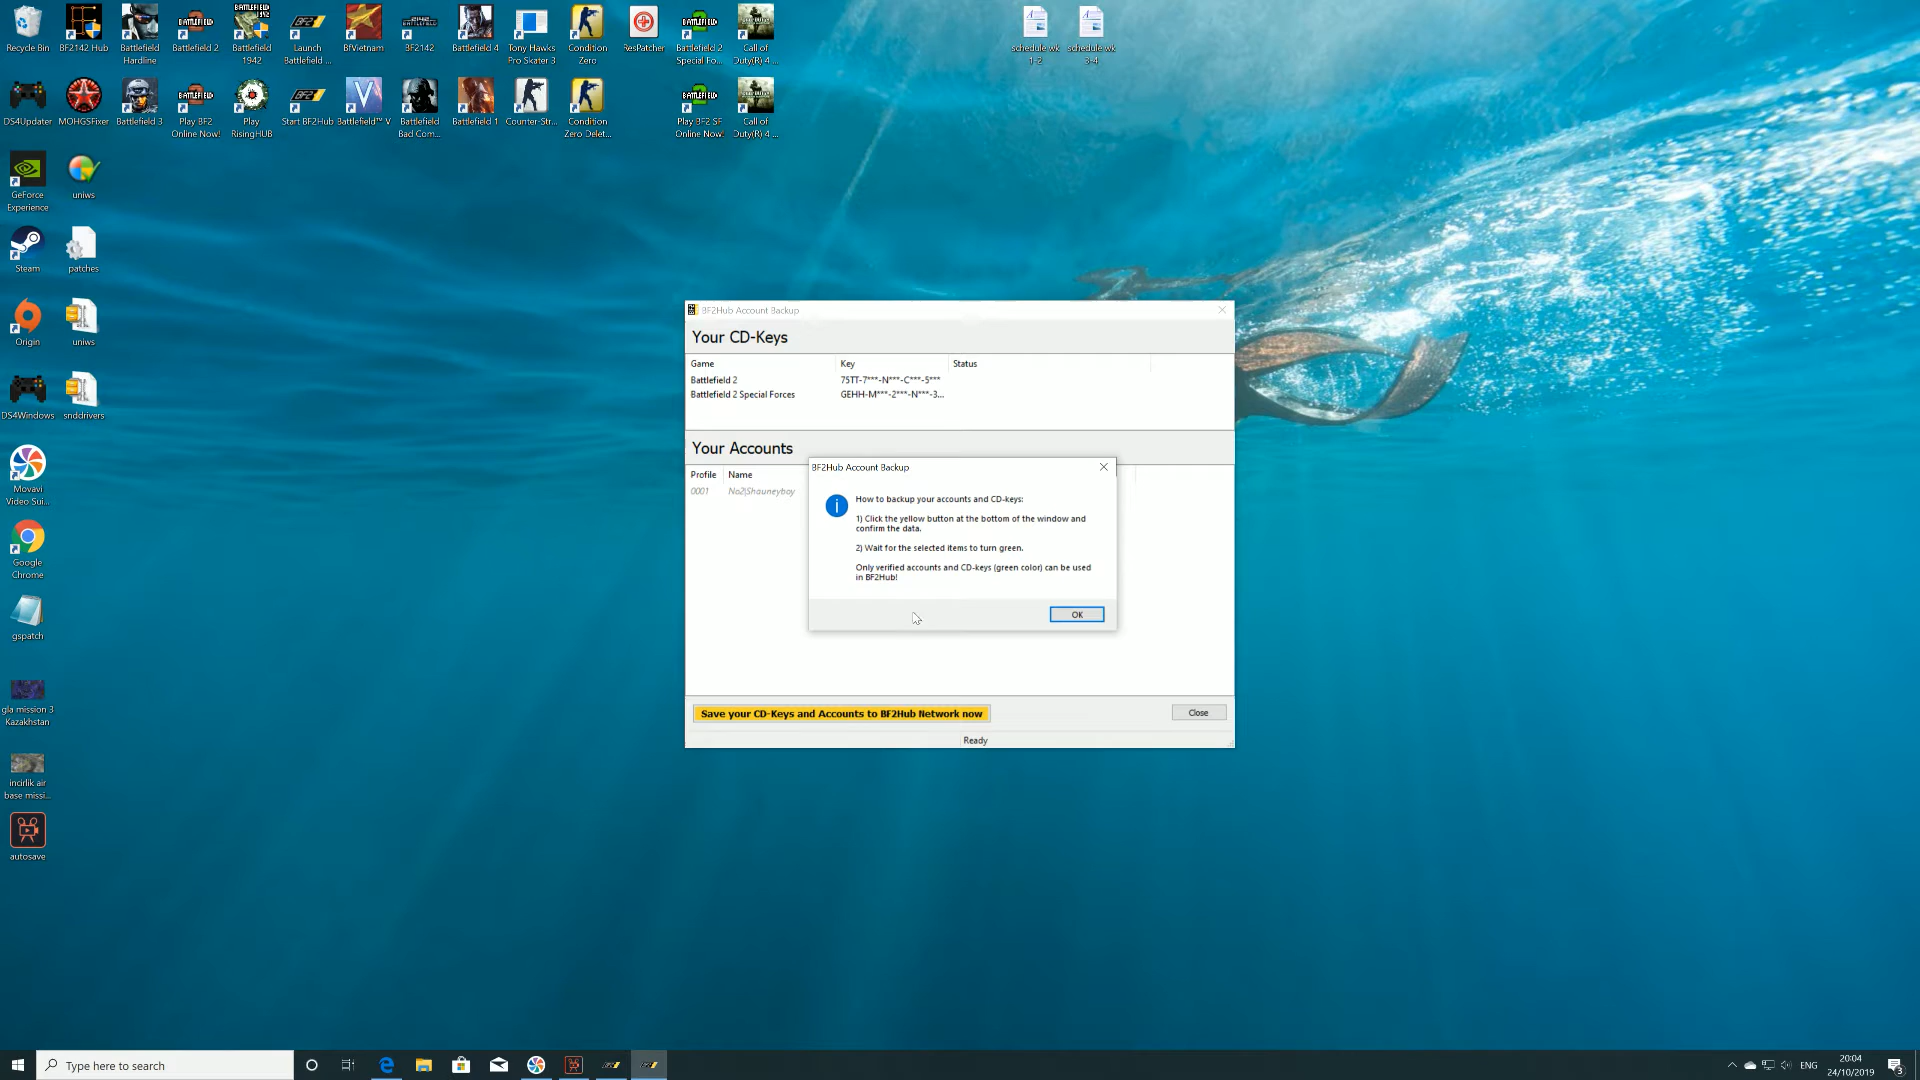 Recycle Bin
BF2142 Hub
Battlefield
Hardline
Battlefield 2
Battlefield
1942
Launch
Battlefield ...
BfVietnam
BF2142
Battlefield 4
Tony Hawks
Pro Skater 3
Condition
Zero
ResPatcher
Battlefield 2
Special Fo...
Call of
Duty(R) 4 ...
schedule wk
1-2
schedule wk
3-4
DS4Updater
MOHGSFixer
Battlefield 3
Play BF2
Online Now!
Play
RisingHUB
Start BF2Hub
Battlefield™ V
Battlefield
Bad Com...
Battlefield 1
Counter-Str...
Condition
Zero Delet...
Play BF2 SF
Online Now!
Call of
Duty(R) 4 ...
GeForce
Experience
uniws
Steam
patches
Origin
uniws
DS4Windows
snddrivers
Movavi
Video Sui...
Google
Chrome
gspatch
gla mission 3
Kazakhstan
incirlik air
base missi...
autosave
BF2Hub Account Backup
Your CD-Keys
Game Key Status
Battlefield 2 75TT-7***-N***-C***-5***
Battlefield 2 Special Forces GEHH-M***-2***-N***-3...
Your Accounts
Profile Name
0001 No2|Shauneyboy
BF2Hub Account Backup
How to backup your accounts and CD-keys:
1) Click the yellow button at the bottom of the window and
confirm the data.
2) Wait for the selected items to turn green.
Only verified accounts and CD-keys (green color) can be used
in BF2Hub!
OK
Save your CD-Keys and Accounts to BF2Hub Network now
Close
Ready
Type here to search
ENG
20:04
24/10/2019
3